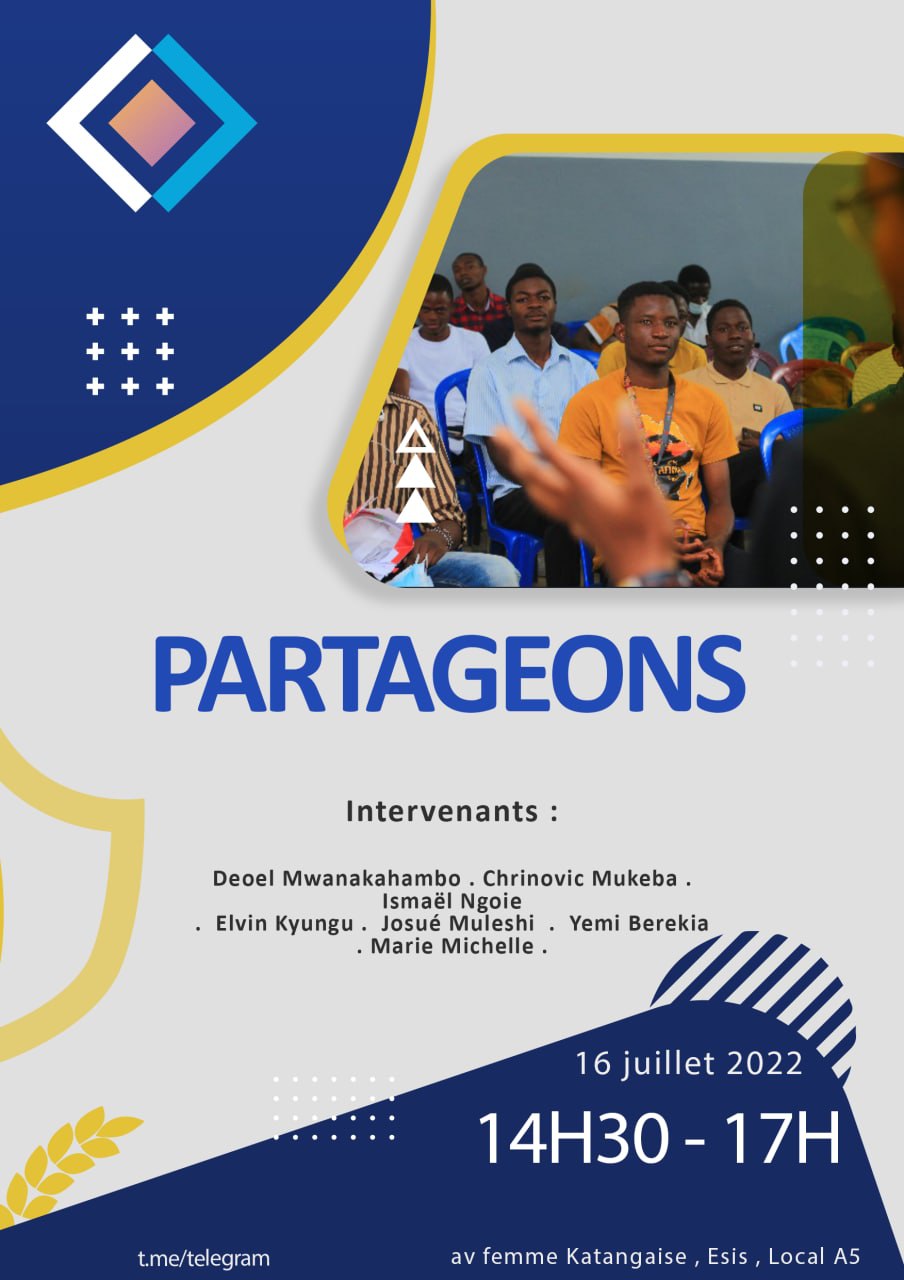 PARTAGEONS
Intervenants :
Deoel Mwanakahambo . Chrinovic Mukeba .
Ismaël Ngoie
. Elvin Kyungu . Josué Muleshi . Yemi Berekia
. Marie Michelle .
16 juillet 2022
14H30 - 17H
t.me/telegram
av femme Katangaise , Esis , Local A5